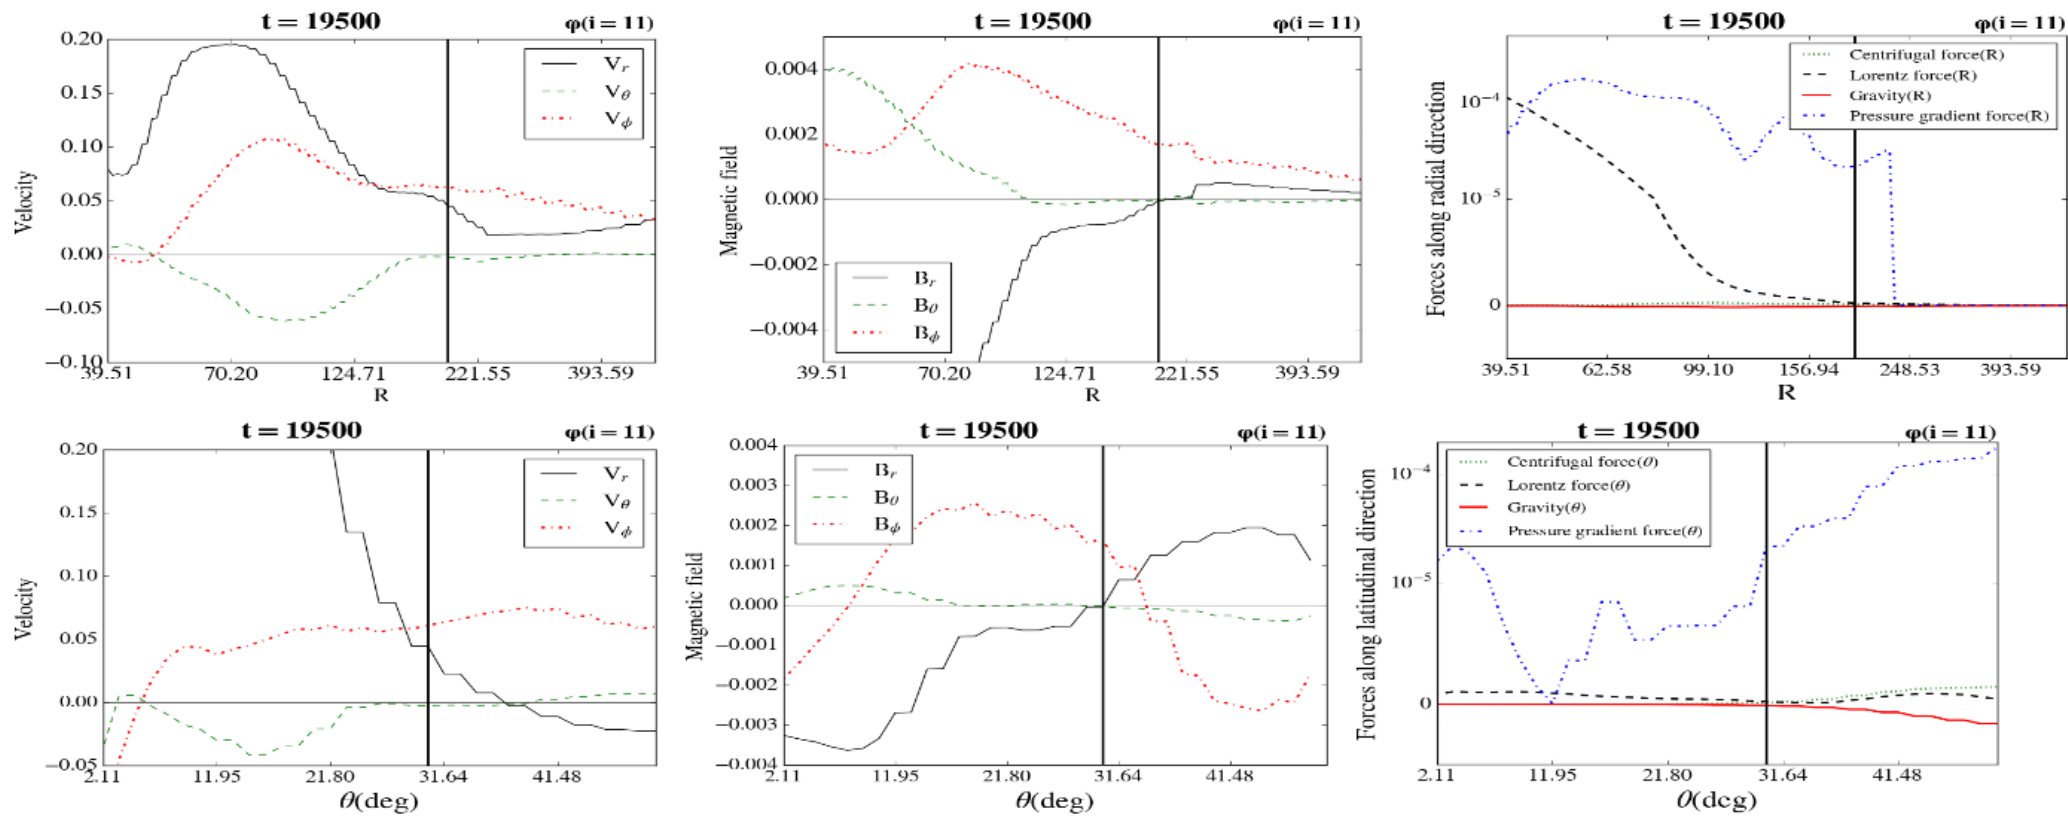 t = 19500 φ(i = 11)
0.20
0.15
0.10
0.05
0.00
−0.05
−0.10
Velocity
V_r
V_θ
V_ϕ
39.51 70.20 124.71 221.55 393.59
R
t = 19500 φ(i = 11)
0.004
0.002
0.000
−0.002
−0.004
Magnetic field
B_r
B_θ
B_ϕ
39.51 70.20 124.71 221.55 393.59
R
t = 19500 φ(i = 11)
10⁻⁴
10⁻⁵
0
Forces along radial direction
Centrifugal force(R)
Lorentz force(R)
Gravity(R)
Pressure gradient force(R)
39.51 62.58 99.10 156.94 248.53 393.59
R
t = 19500 φ(i = 11)
0.20
0.15
0.10
0.05
0.00
−0.05
Velocity
V_r
V_θ
V_ϕ
2.11 11.95 21.80 31.64 41.48
θ(deg)
t = 19500 φ(i = 11)
0.004
0.003
0.002
0.001
0.000
−0.001
−0.002
−0.003
−0.004
Magnetic field
B_r
B_θ
B_ϕ
2.11 11.95 21.80 31.64 41.48
θ(deg)
t = 19500 φ(i = 11)
10⁻⁴
10⁻⁵
0
Forces along latitudinal direction
Centrifugal force(θ)
Lorentz force(θ)
Gravity(θ)
Pressure gradient force(θ)
2.11 11.95 21.80 31.64 41.48
θ(deg)